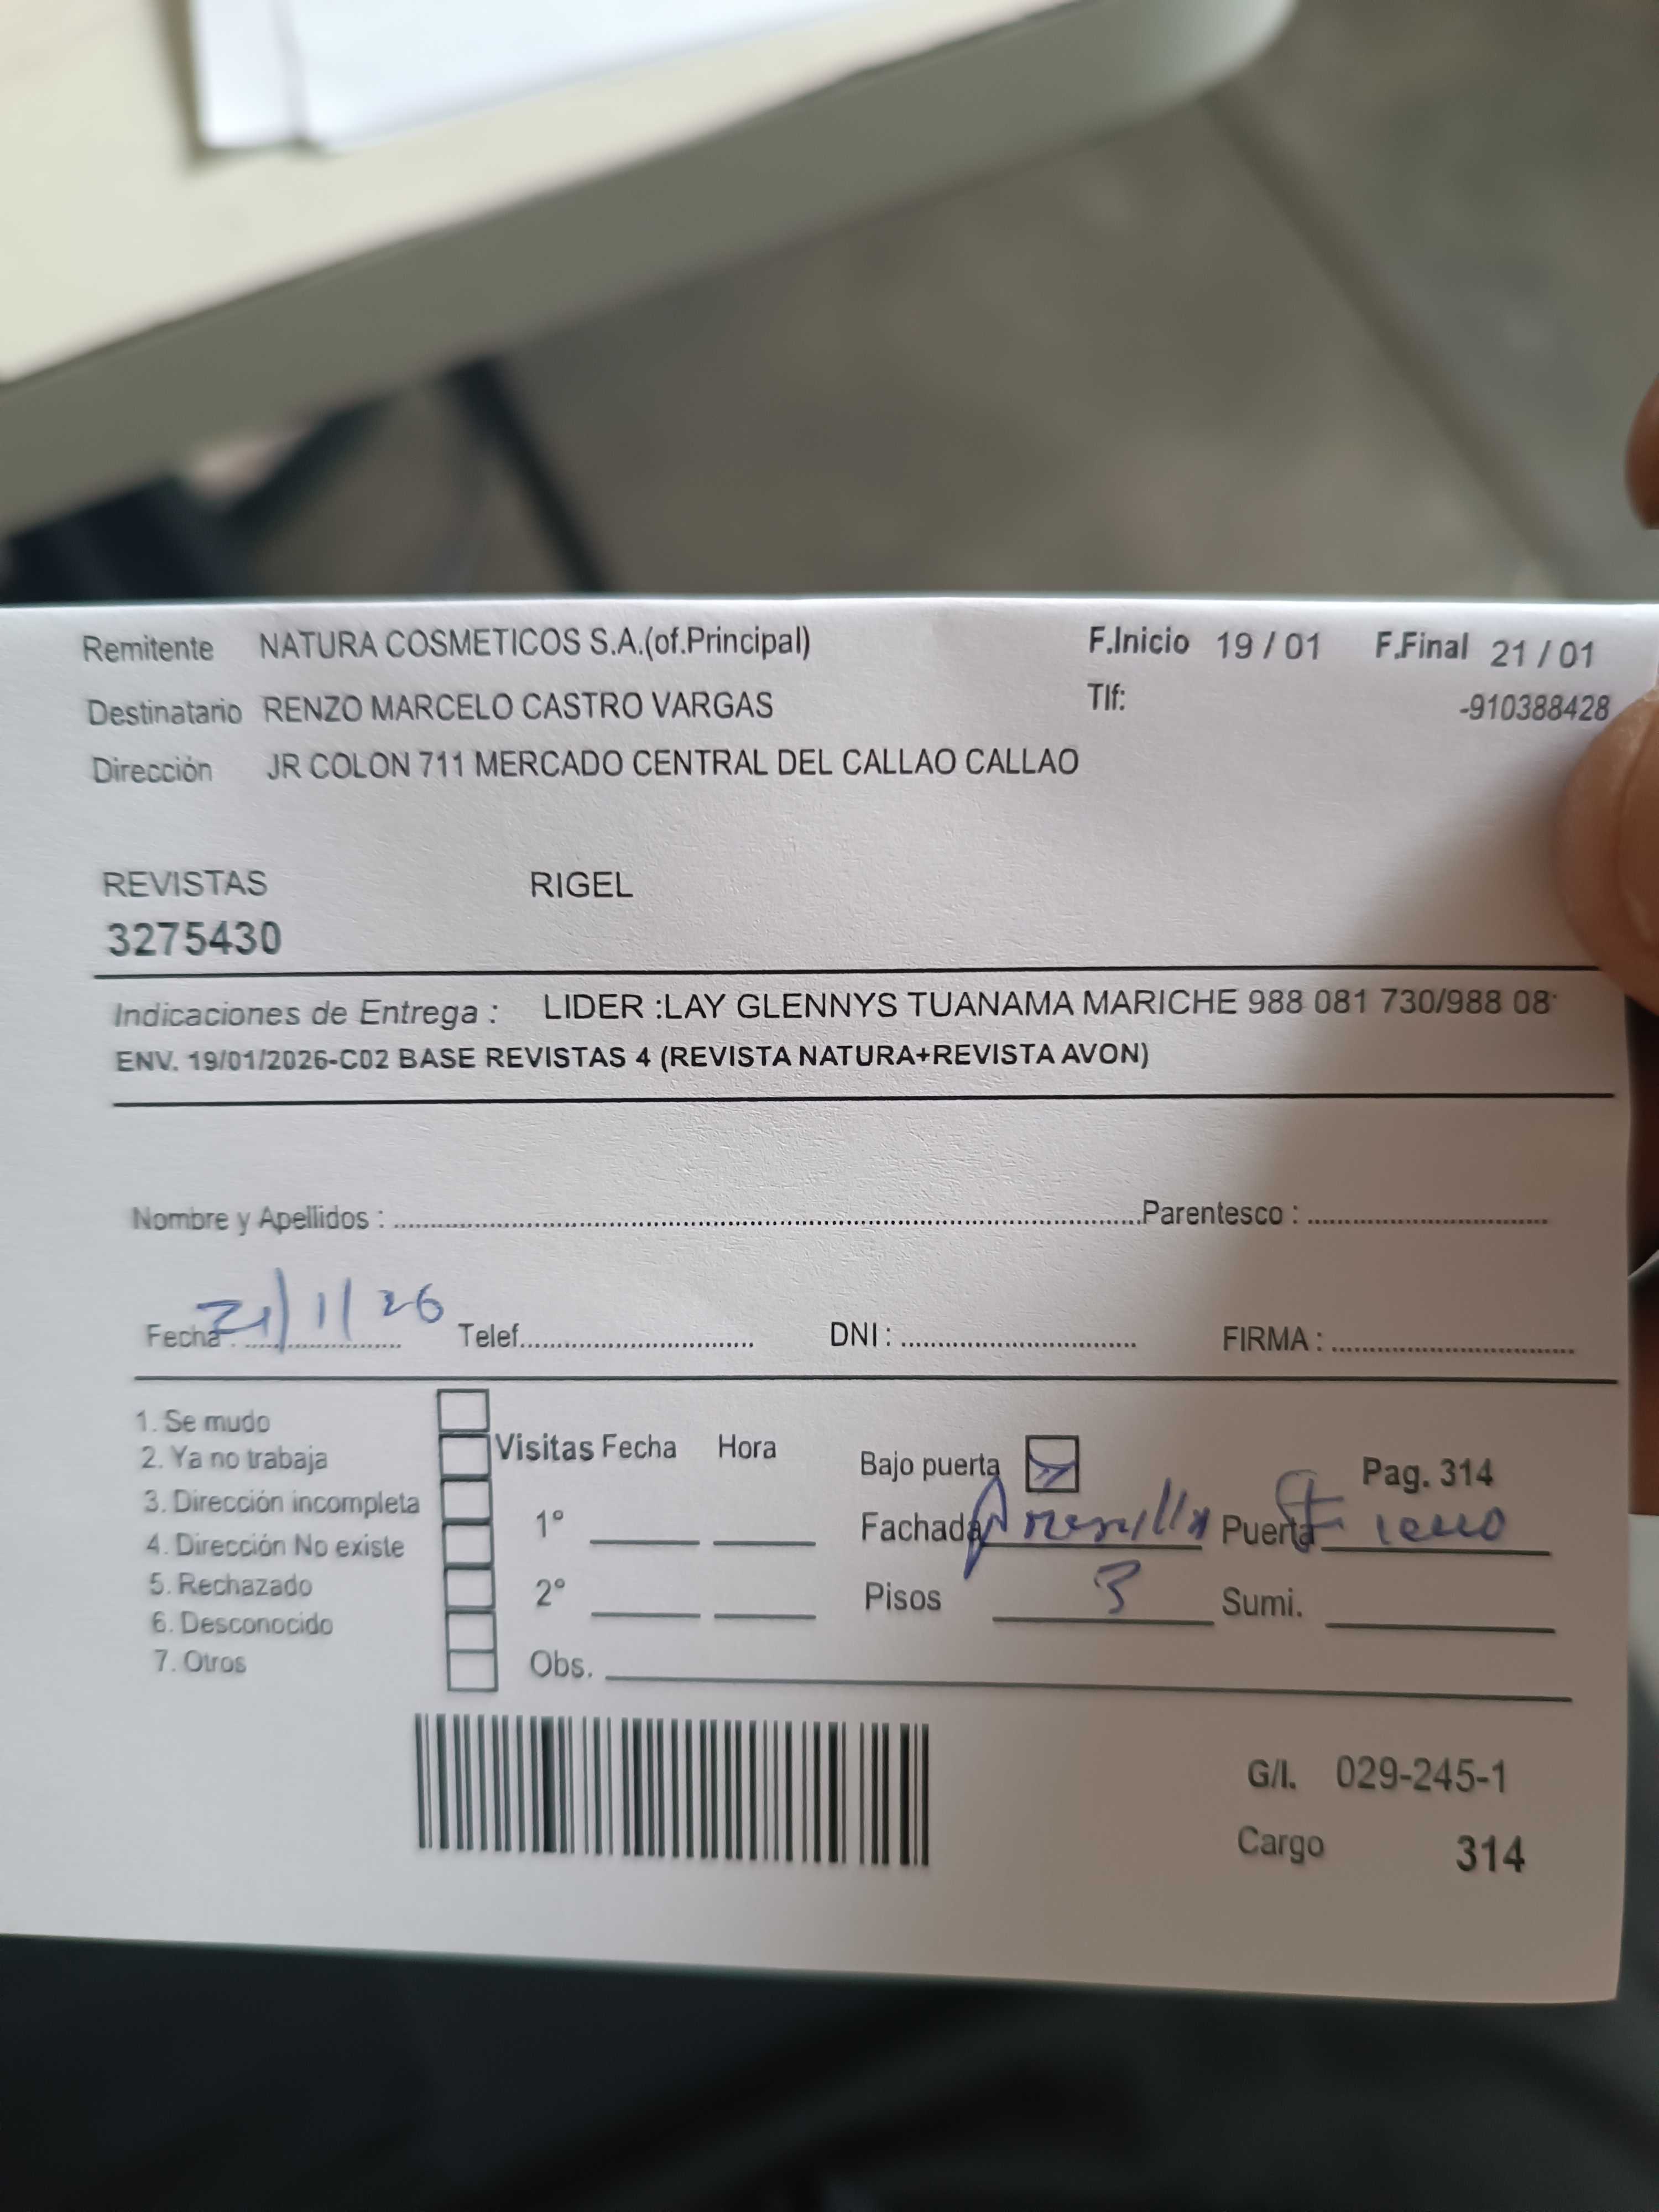 Remitente NATURA COSMETICOS S.A.(of.Principal) F.Inicio 19 / 01 F.Final 21 / 01
Destinatario RENZO MARCELO CASTRO VARGAS Tlf: -910388428
Dirección JR COLON 711 MERCADO CENTRAL DEL CALLAO CALLAO
REVISTAS RIGEL
3275430
Indicaciones de Entrega : LIDER :LAY GLENNYS TUANAMA MARICHE 988 081 730/988 08
ENV. 19/01/2026-C02 BASE REVISTAS 4 (REVISTA NATURA+REVISTA AVON)
Nombre y Apellidos : Parentesco :
Fecha : 21/1/26 Telef. DNI : FIRMA :
1. Se mudo
2. Ya no trabaja Visitas Fecha Hora Bajo puerta Pag. 314
3. Dirección incompleta
4. Dirección No existe 1° Fachada Puerta
5. Rechazado 2° Pisos 3 Sumi.
6. Desconocido
7. Otros Obs.
G/I. 029-245-1
Cargo 314